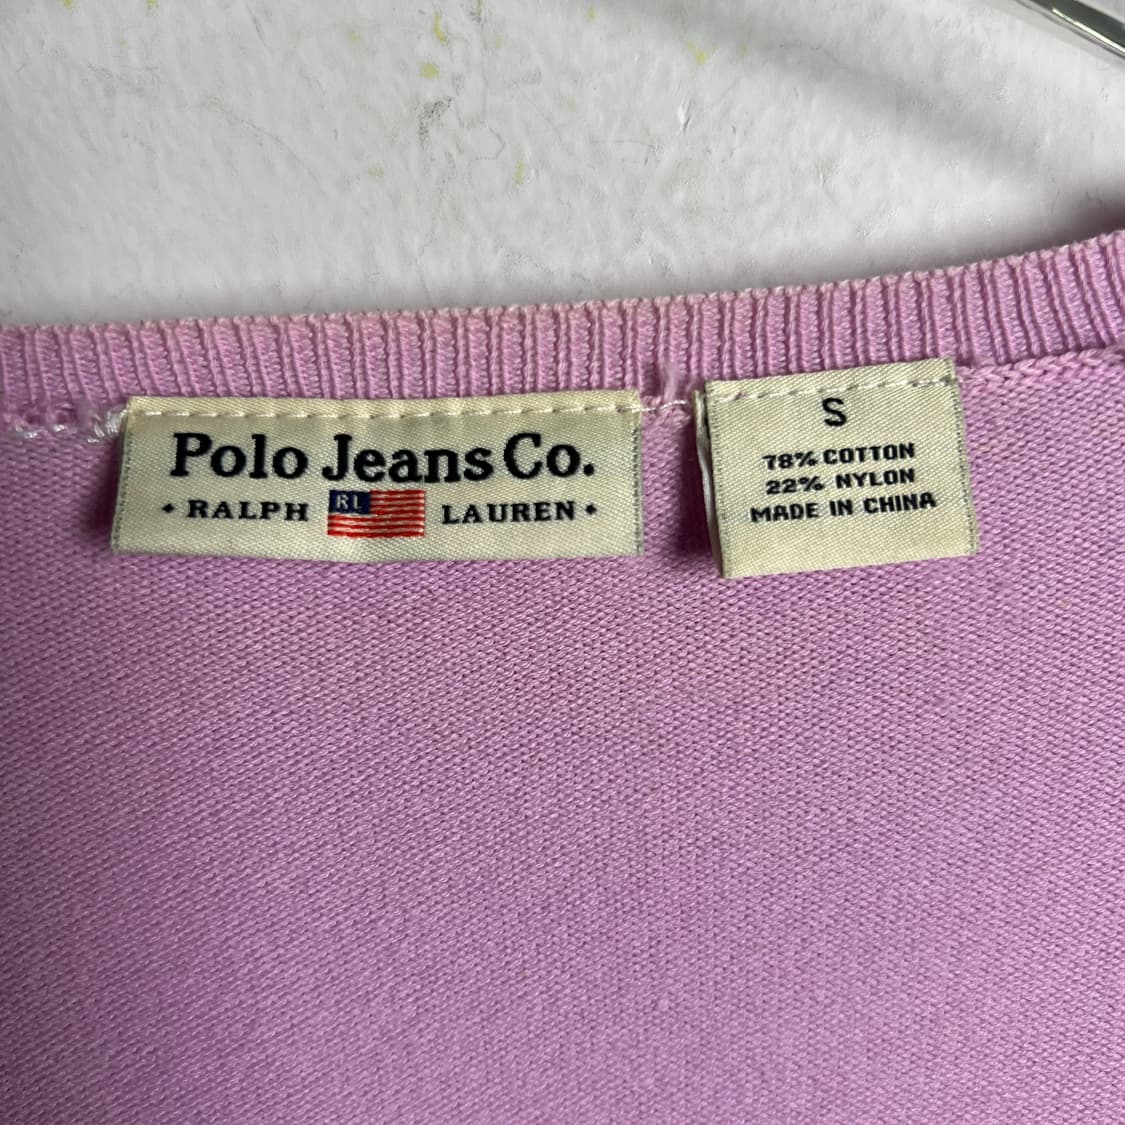 Polo Jeans Co.
• RALPH RL LAUREN •
S
78% COTTON
22% NYLON
MADE IN CHINA